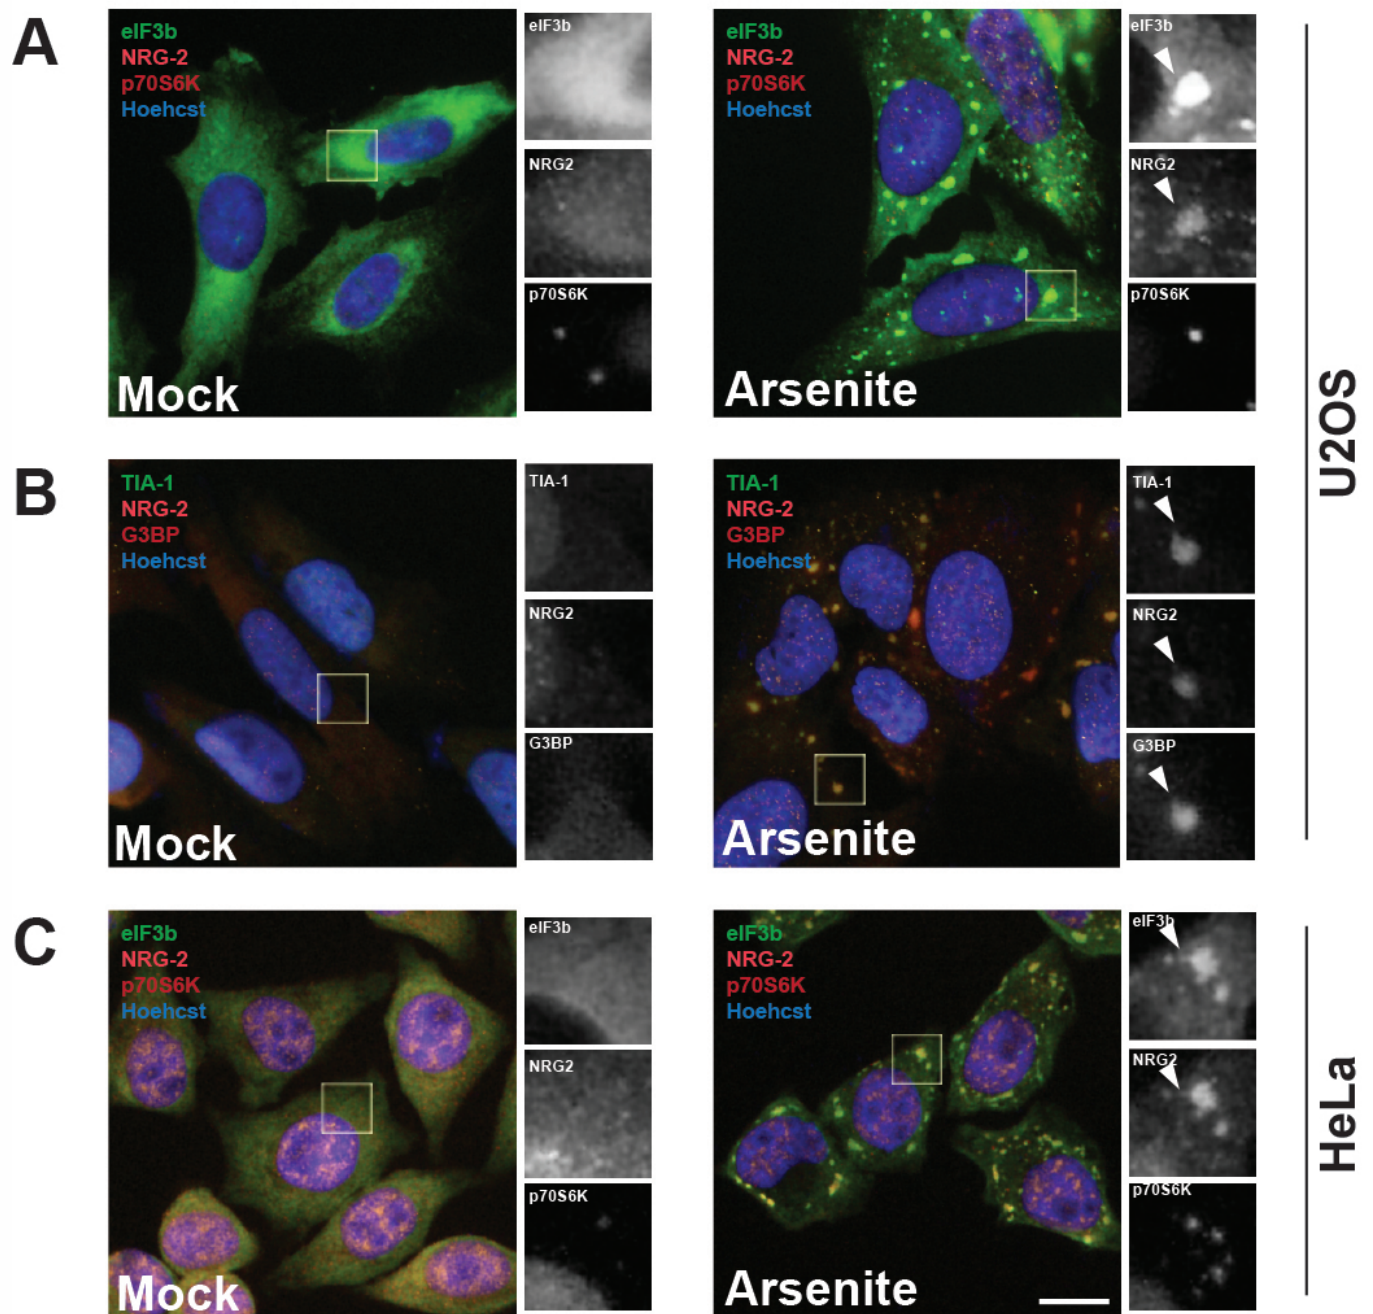 A
eIF3b
NRG-2
p70S6K
Hoehcst
Mock
eIF3b
NRG2
p70S6K
eIF3b
NRG-2
p70S6K
Hoehcst
Arsenite
eIF3b
NRG2
p70S6K
U2OS
B
TIA-1
NRG-2
G3BP
Hoehcst
Mock
TIA-1
NRG2
G3BP
TIA-1
NRG-2
G3BP
Hoehcst
Arsenite
TIA-1
NRG2
G3BP
C
eIF3b
NRG-2
p70S6K
Hoehcst
Mock
eIF3b
NRG2
p70S6K
eIF3b
NRG-2
p70S6K
Hoehcst
Arsenite
eIF3b
NRG2
p70S6K
HeLa